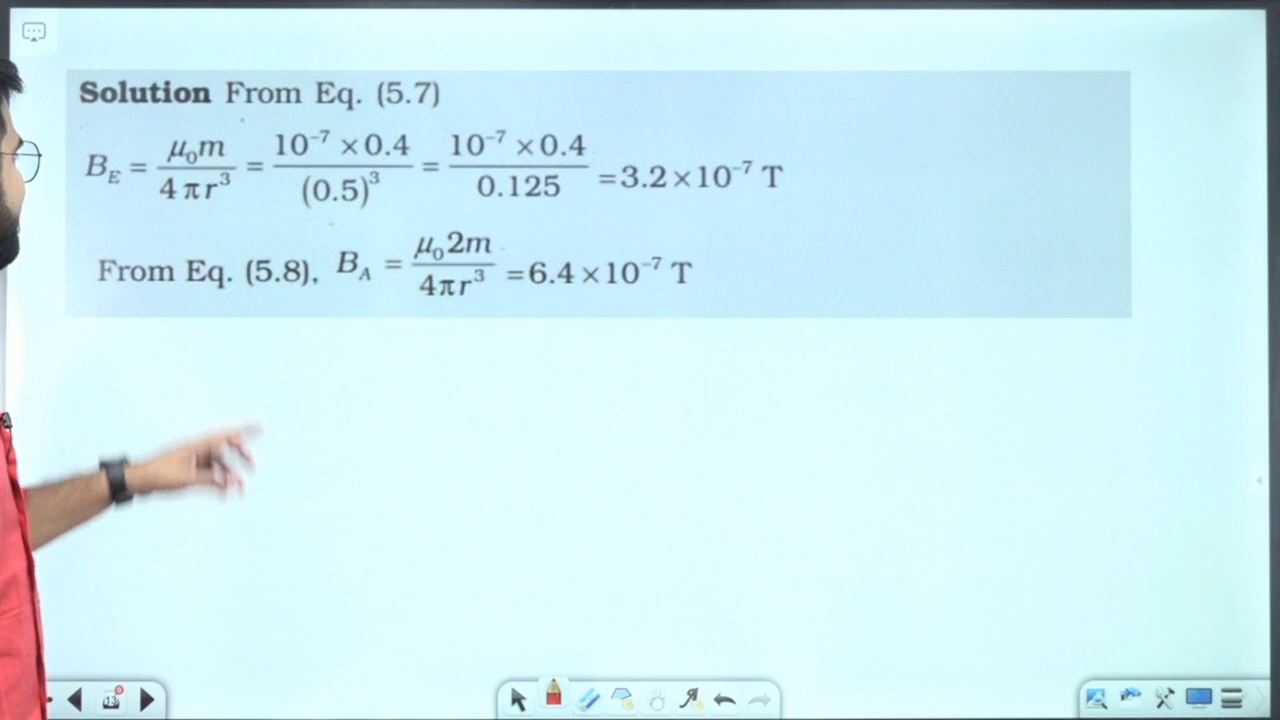 Solution From Eq. (5.7)
B_E = μ₀m / 4πr³ = 10⁻⁷ × 0.4 / (0.5)³ = 10⁻⁷ × 0.4 / 0.125 = 3.2×10⁻⁷ T
From Eq. (5.8), B_A = μ₀2m / 4πr³ = 6.4×10⁻⁷ T
13